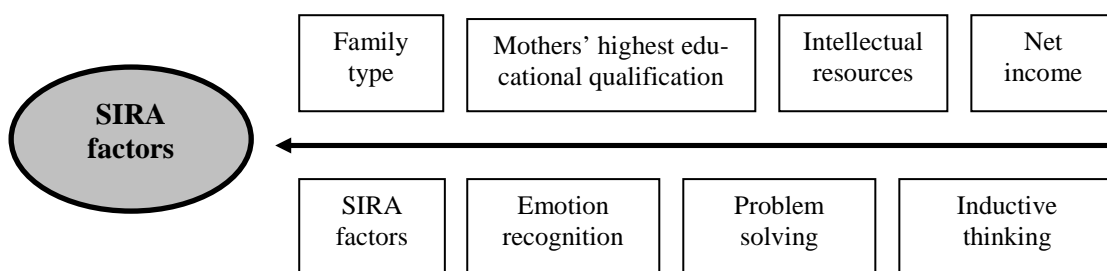 Family
type
Mothers' highest edu-
cational qualification
Intellectual
resources
Net
income
SIRA
factors
SIRA
factors
Emotion
recognition
Problem
solving
Inductive
thinking